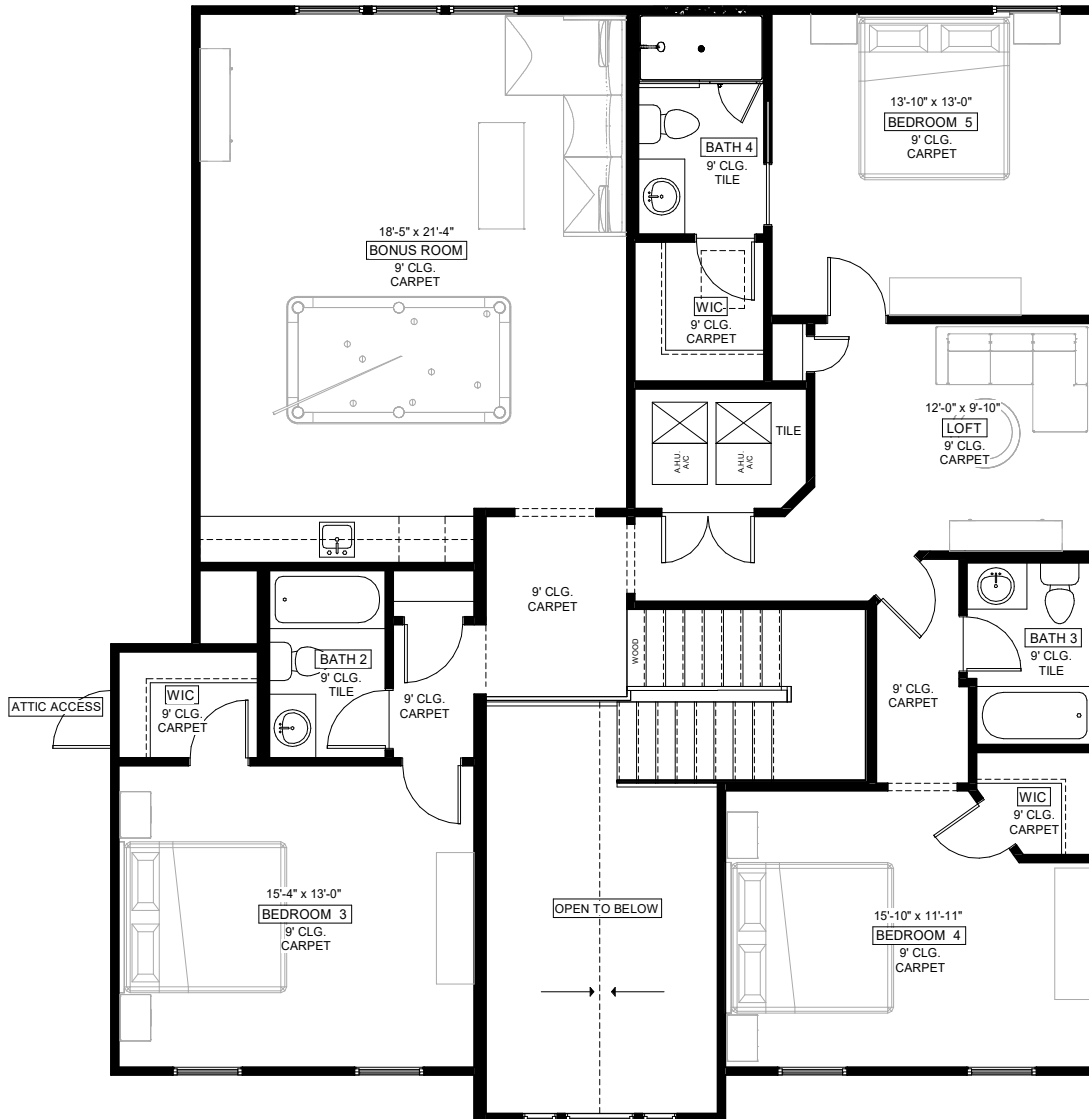 18'-5" x 21'-4"
BONUS ROOM
9' CLG.
CARPET
BATH 4
9' CLG.
TILE
13'-10" x 13'-0"
BEDROOM 5
9' CLG.
CARPET
WIC
9' CLG.
CARPET
A.H.U.
A/C
A.H.U.
A/C
TILE
12'-0" x 9'-10"
LOFT
9' CLG.
CARPET
9' CLG.
CARPET
WOOD
BATH 2
9' CLG.
TILE
9' CLG.
CARPET
WIC
9' CLG.
CARPET
ATTIC ACCESS
BATH 3
9' CLG.
TILE
9' CLG.
CARPET
WIC
9' CLG.
CARPET
15'-4" x 13'-0"
BEDROOM 3
9' CLG.
CARPET
OPEN TO BELOW
15'-10" x 11'-11"
BEDROOM 4
9' CLG.
CARPET